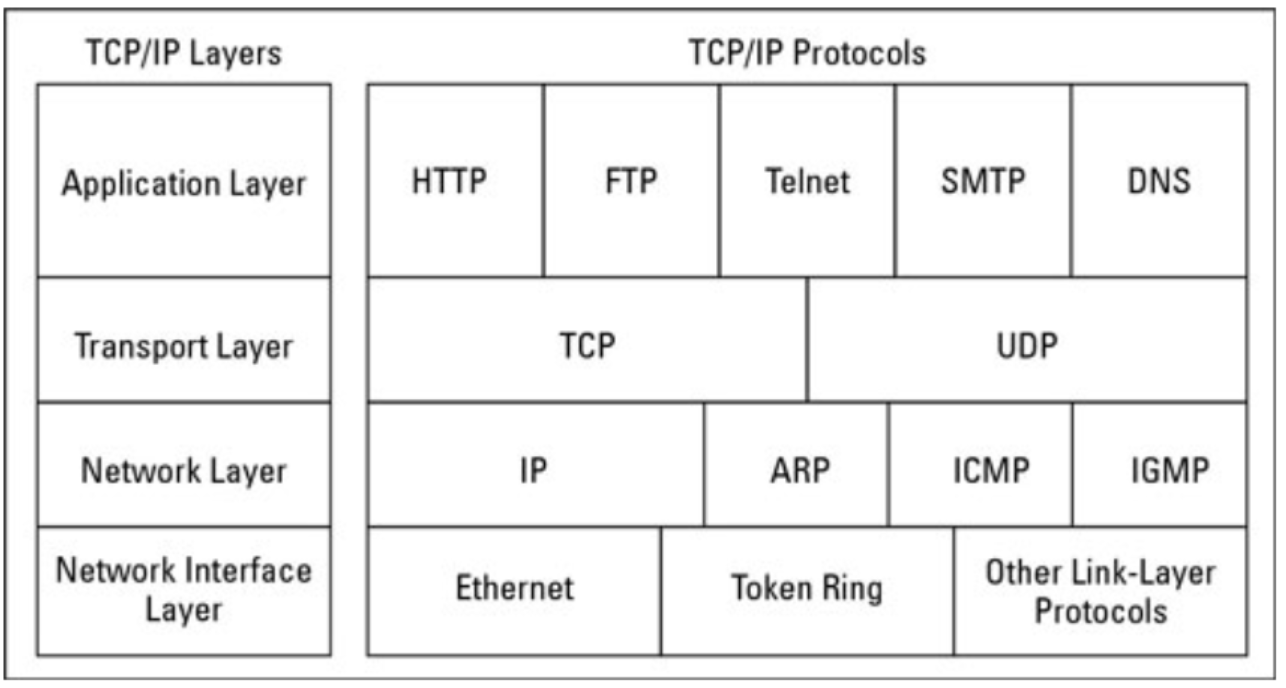 TCP/IP Layers
TCP/IP Protocols
Application Layer
HTTP
FTP
Telnet
SMTP
DNS
Transport Layer
TCP
UDP
Network Layer
IP
ARP
ICMP
IGMP
Network Interface
Layer
Ethernet
Token Ring
Other Link-Layer
Protocols